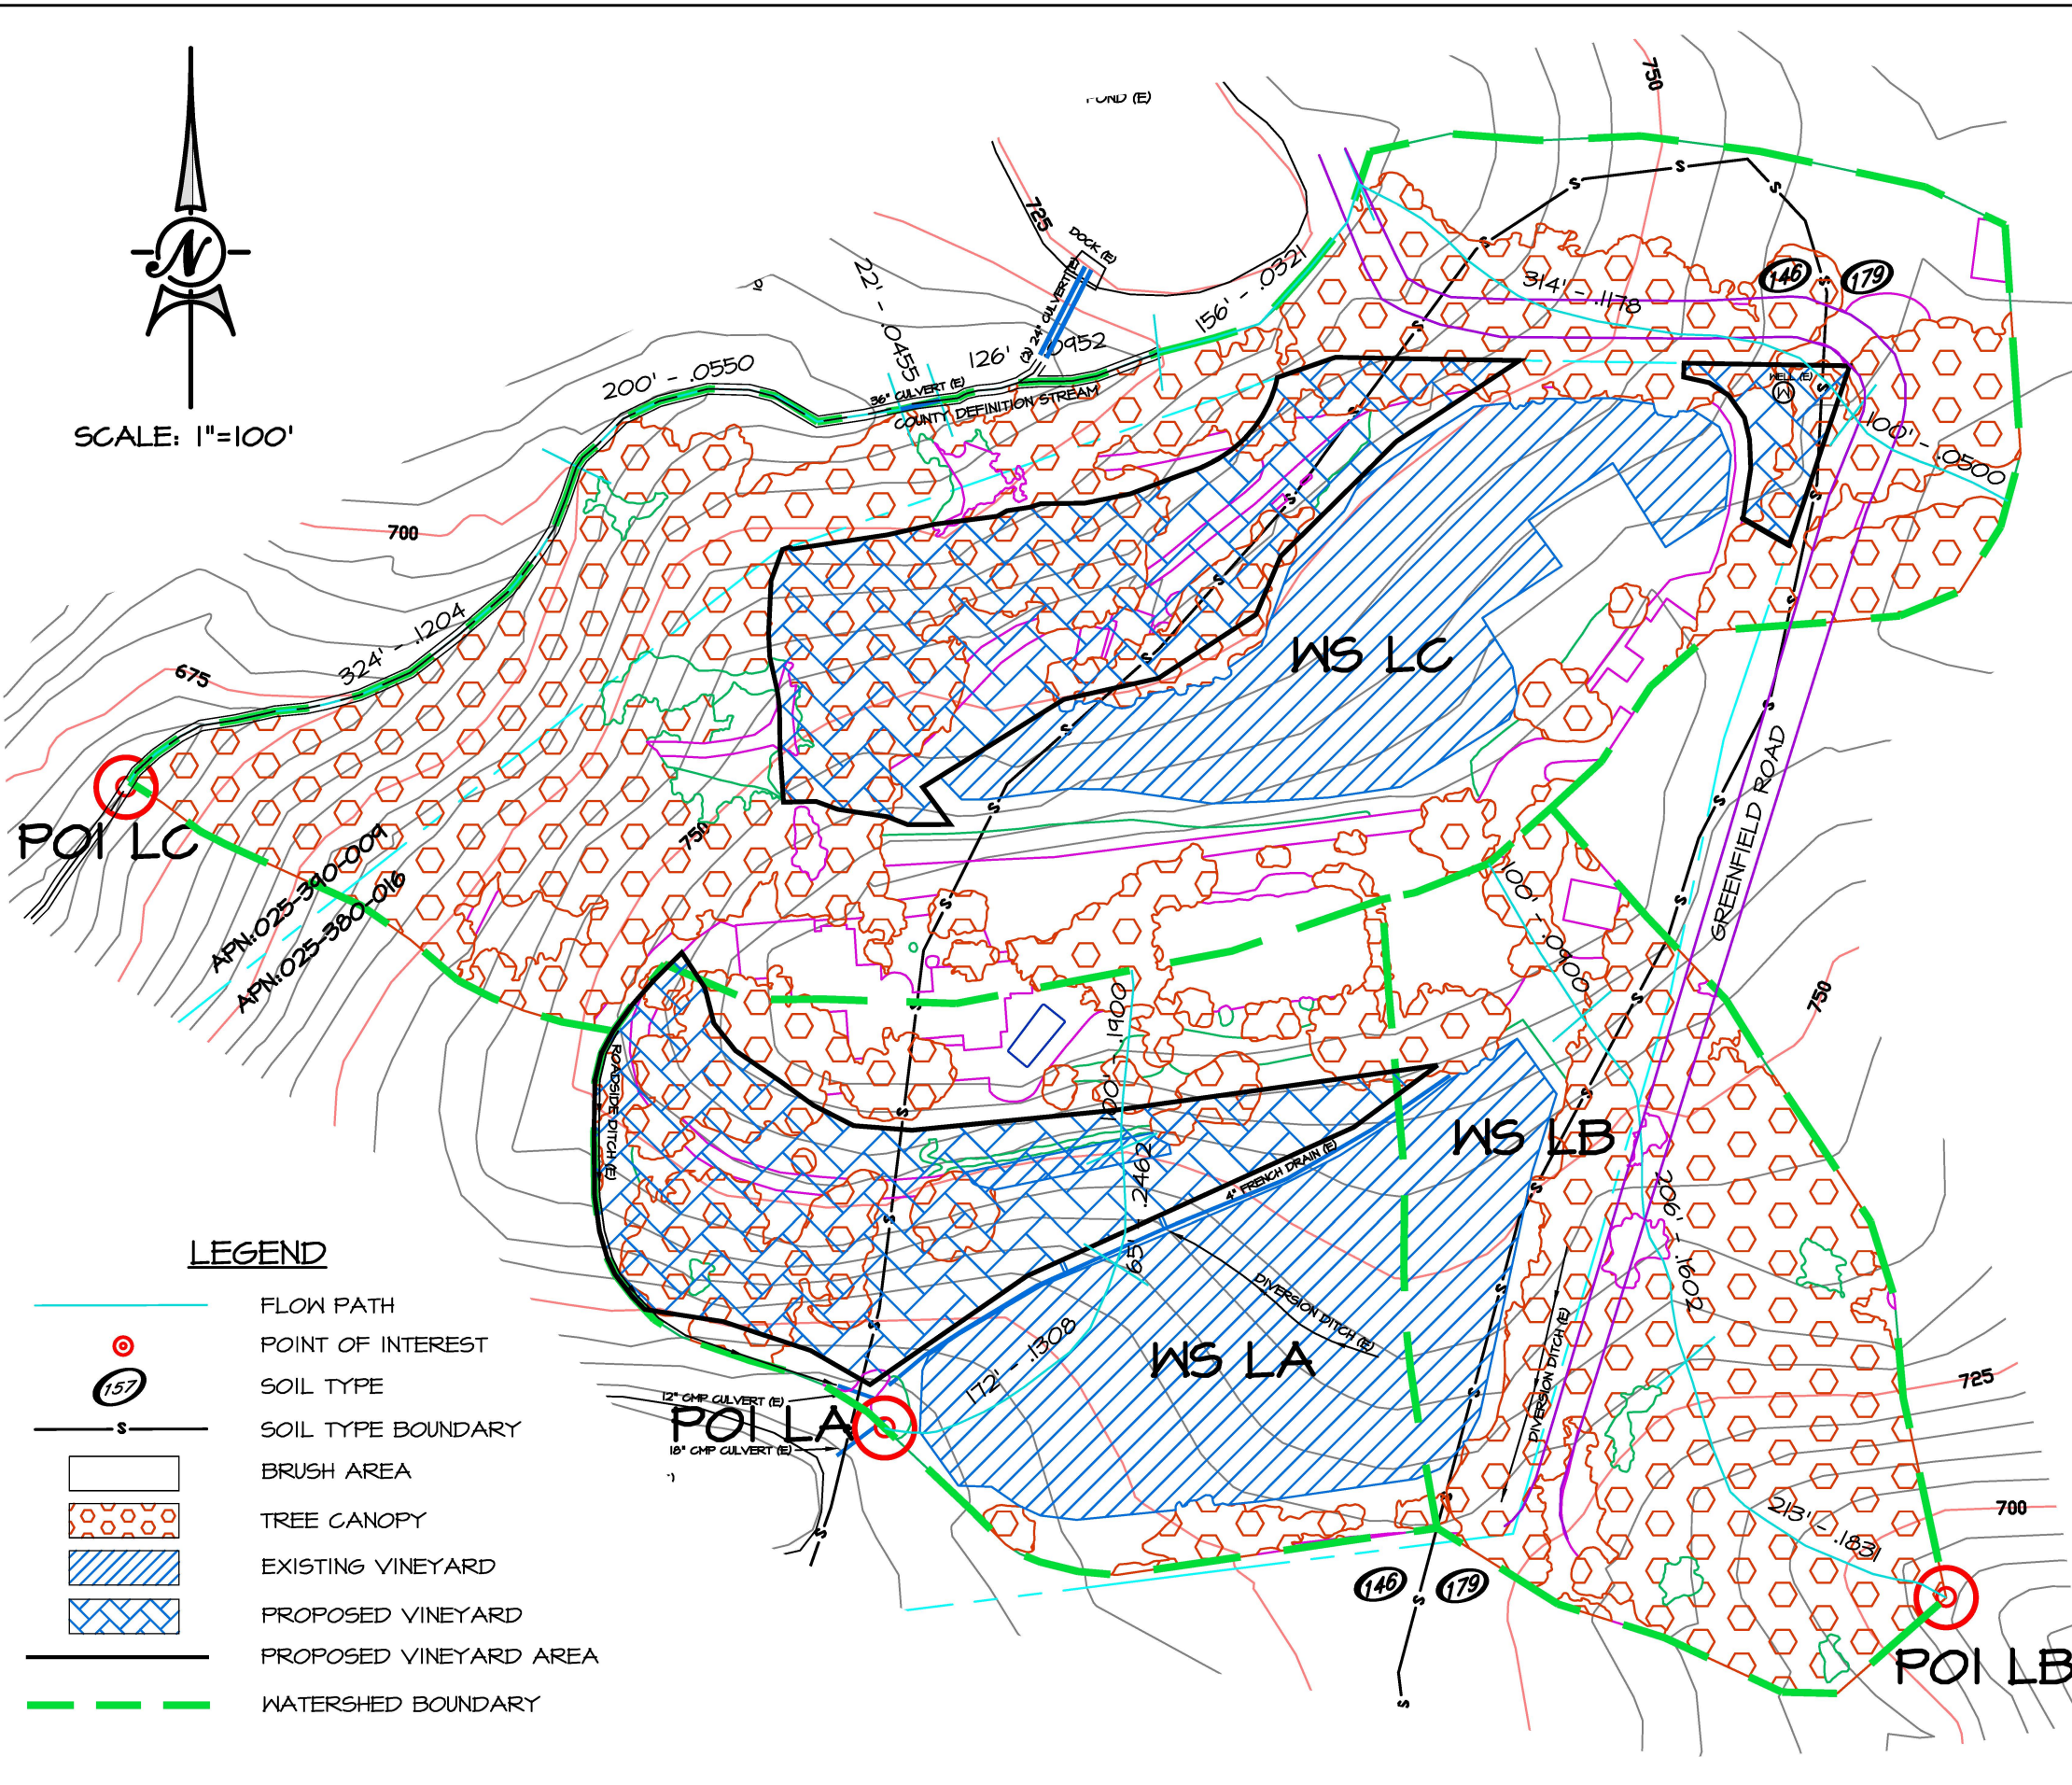 (E)
750
725
DOCK (E)
(2) 24" CULVERT (E)
22' - .0455
156' - .0321
314' - .1178
146
179
N
SCALE: 1"=100'
200' - .0550
126' - .0952
36" CULVERT (E)
COUNTY DEFINITION STREAM
WELL (E)
W
100' - .0500
700
324' - .1204
675
WS LC
POI LC
750
APN:025-390-009
APN:025-380-016
GREENFIELD ROAD
100' - .0900
750
100' - .1900
ROADSIDE DITCH (E)
WS LB
4" FRENCH DRAIN (E)
65' - .2462
306' - .1600
DIVERSION DITCH (E)
DIVERSION DITCH (E)
172' - .1308
WS LA
12" CMP CULVERT (E)
POI LA
18" CMP CULVERT (E)
725
700
213' - .1831
146
179
POI LB
LEGEND
FLOW PATH
POINT OF INTEREST
157
SOIL TYPE
S
SOIL TYPE BOUNDARY
BRUSH AREA
TREE CANOPY
EXISTING VINEYARD
PROPOSED VINEYARD
PROPOSED VINEYARD AREA
WATERSHED BOUNDARY